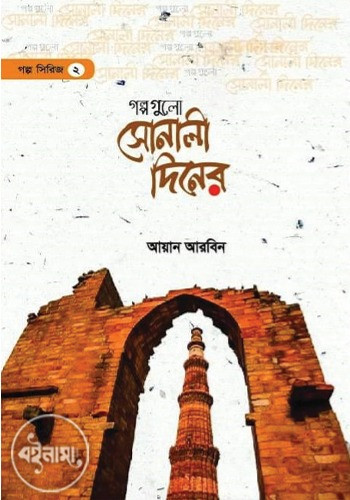 গল্প সিরিজ ২
গল্পগুলো
সোনালী
দিনের
আয়ান আরবিন
বইনামা